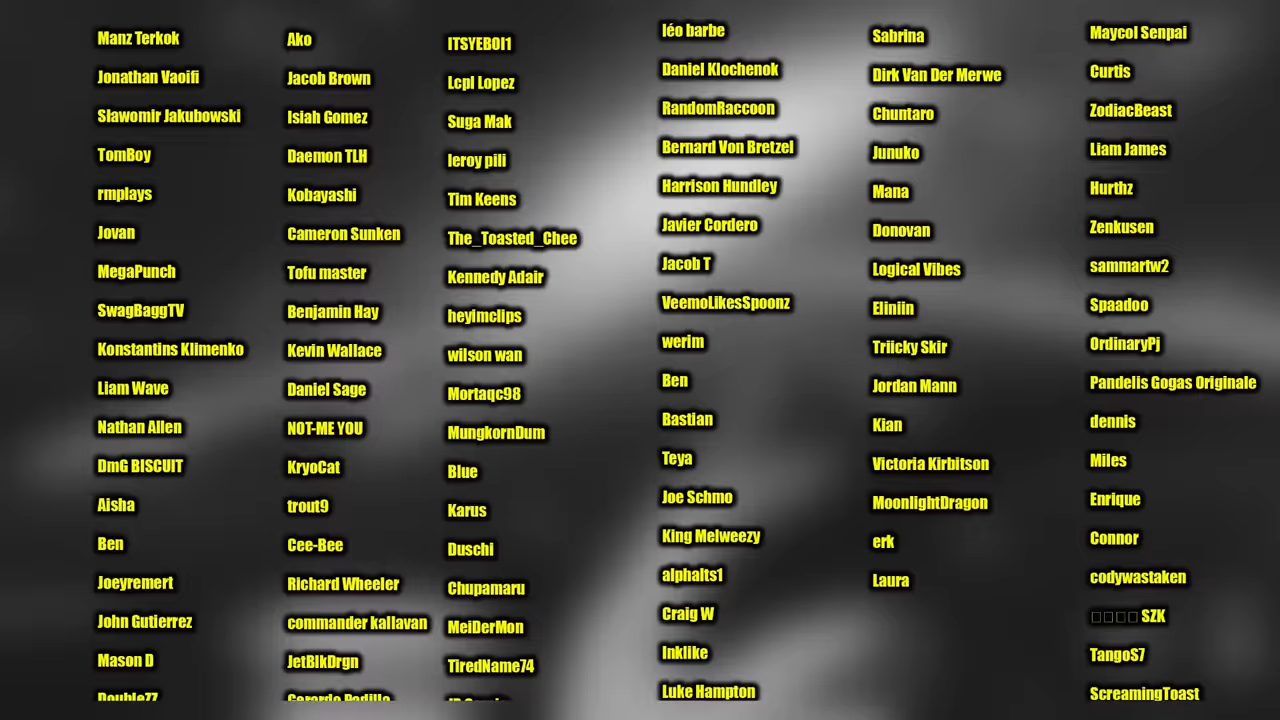 Manz Terkok
Jonathan Vaoifi
Slawomir Jakubowski
TomBoy
rmplays
Jovan
MegaPunch
SwagBaggTV
Konstantins Klimenko
Liam Wave
Nathan Allen
DmG BISCUIT
Aisha
Ben
Joeyremert
John Gutierrez
Mason D
Double77
Ako
Jacob Brown
Isiah Gomez
Daemon TLH
Kobayashi
Cameron Sunken
Tofu master
Benjamin Hay
Kevin Wallace
Daniel Sage
NOT-ME YOU
KryoCat
trout9
Cee-Bee
Richard Wheeler
commander kallavan
JetBlkDrgn
Gerardo Padilla
ITSYEBOI1
Lcpl Lopez
Suga Mak
leroy pili
Tim Keens
The_Toasted_Chee
Kennedy Adair
heyimclips
wilson wan
Mortaqc98
MungkornDum
Blue
Karus
Duschi
Chupamaru
MeiDerMon
TiredName74
léo barbe
Daniel Klochenok
RandomRaccoon
Bernard Von Bretzel
Harrison Hundley
Javier Cordero
Jacob T
VeemoLikesSpoonz
werim
Ben
Bastian
Teya
Joe Schmo
King Melweezy
alphalts1
Craig W
Inklike
Luke Hampton
Sabrina
Dirk Van Der Merwe
Chuntaro
Junuko
Mana
Donovan
Logical Vibes
Eliniin
Triicky Skir
Jordan Mann
Kian
Victoria Kirbitson
MoonlightDragon
erk
Laura
Maycol Senpai
Curtis
ZodiacBeast
Liam James
Hurthz
Zenkusen
sammartw2
Spaadoo
OrdinaryPj
Pandelis Gogas Originale
dennis
Miles
Enrique
Connor
codywastaken
SZK
TangoS7
ScreamingToast